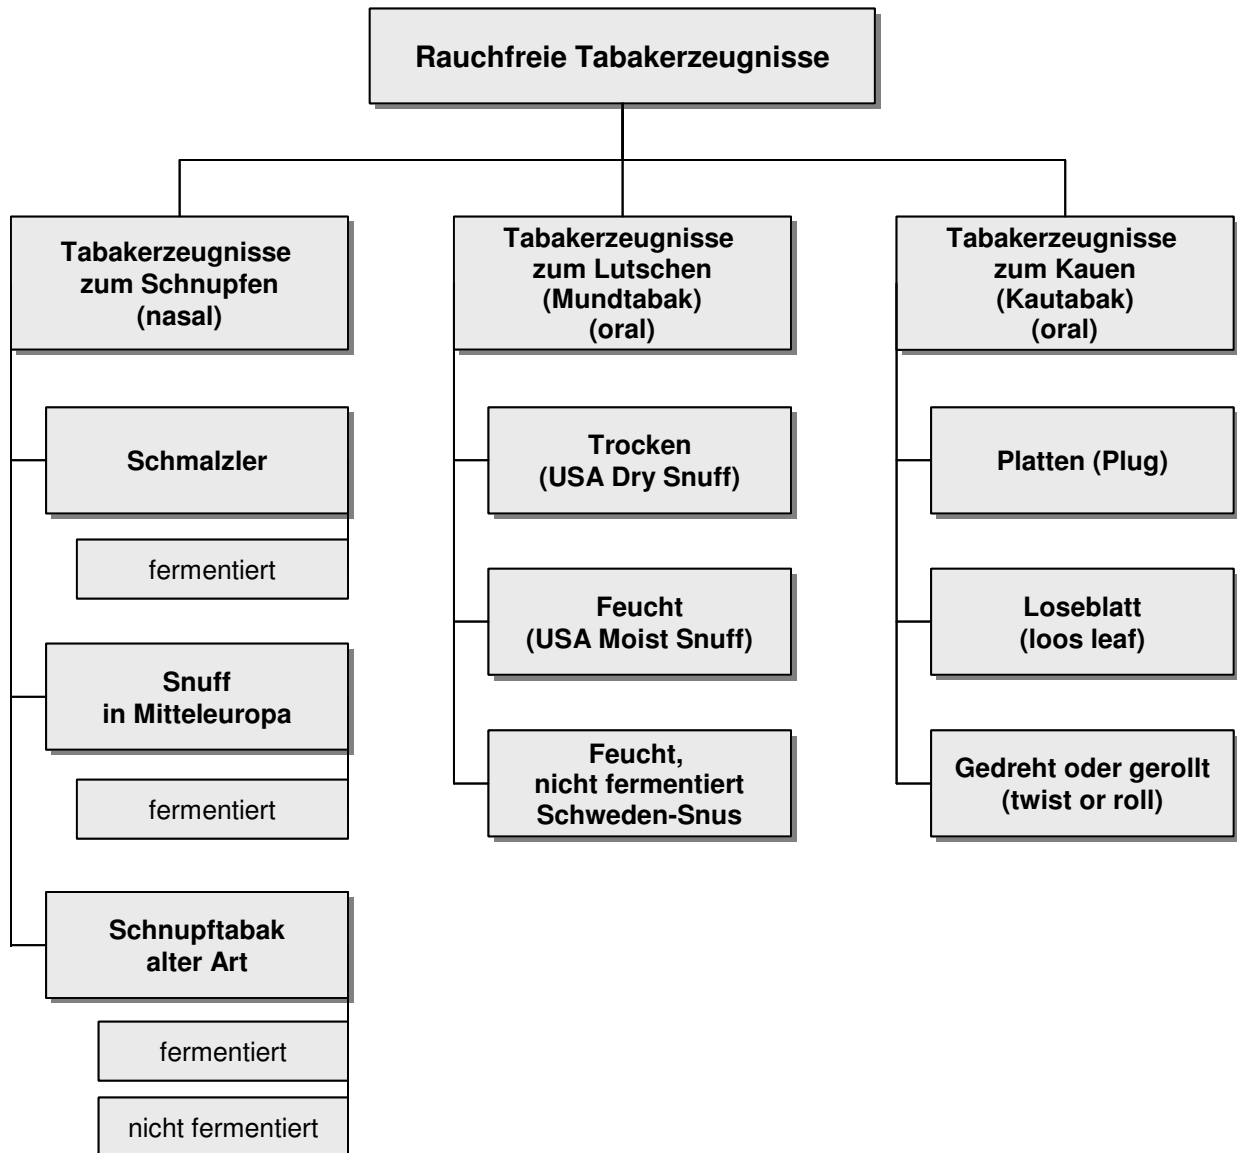 Rauchfreie Tabakerzeugnisse
Tabakerzeugnisse
zum Schnupfen
(nasal)
Schmalzler
fermentiert
Snuff
in Mitteleuropa
fermentiert
Schnupftabak
alter Art
fermentiert
nicht fermentiert
Tabakerzeugnisse
zum Lutschen
(Mundtabak)
(oral)
Trocken
(USA Dry Snuff)
Feucht
(USA Moist Snuff)
Feucht,
nicht fermentiert
Schweden-Snus
Tabakerzeugnisse
zum Kauen
(Kautabak)
(oral)
Platten (Plug)
Loseblatt
(loos leaf)
Gedreht oder gerollt
(twist or roll)